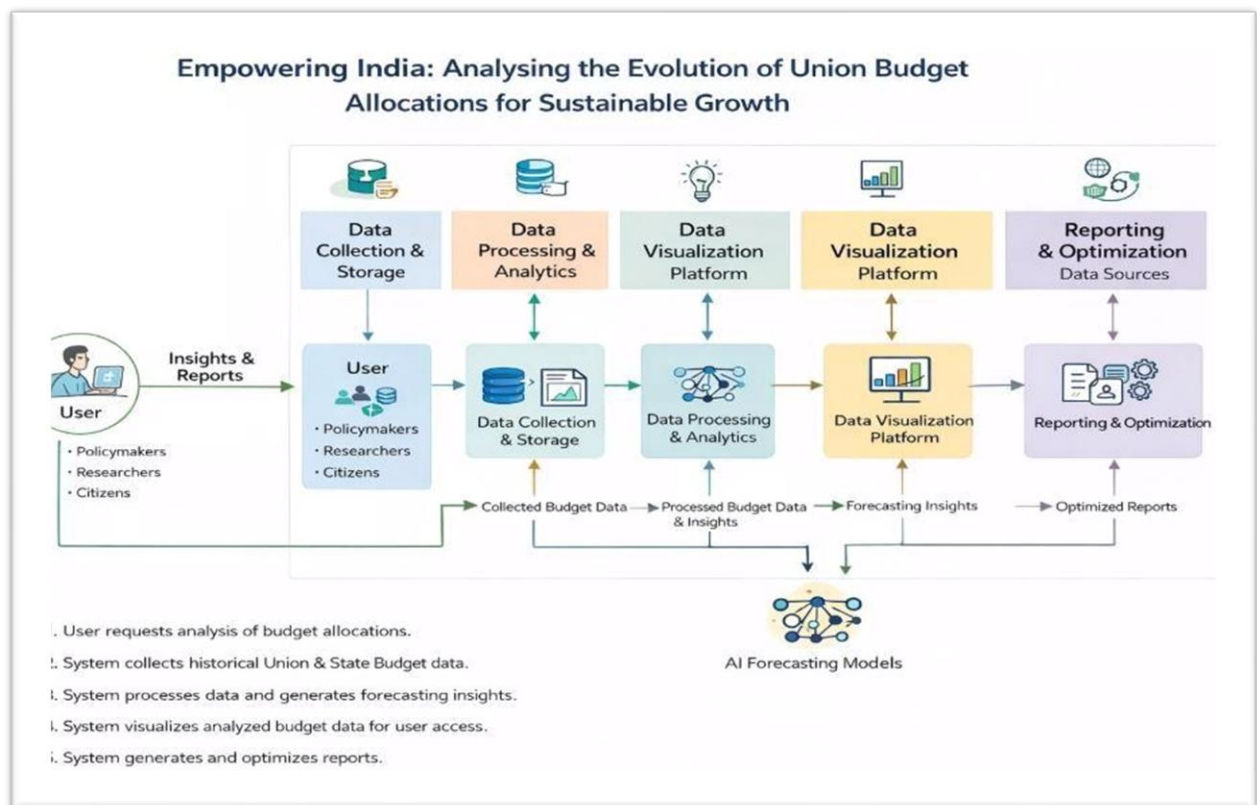 Empowering India: Analysing the Evolution of Union Budget
Allocations for Sustainable Growth
Data
Collection &
Storage
Data
Processing &
Analytics
Data
Visualization
Platform
Data
Visualization
Platform
Reporting
& Optimization
Data Sources
Insights &
Reports
User
• Policymakers
• Researchers
• Citizens
User
• Policymakers
• Researchers
• Citizens
Data Collection
& Storage
Data Processing
& Analytics
Data Visualization
Platform
Reporting & Optimization
Collected Budget Data
Processed Budget Data
& Insights
Forecasting Insights
Optimized Reports
AI Forecasting Models
. User requests analysis of budget allocations.
2. System collects historical Union & State Budget data.
3. System processes data and generates forecasting insights.
4. System visualizes analyzed budget data for user access.
5. System generates and optimizes reports.